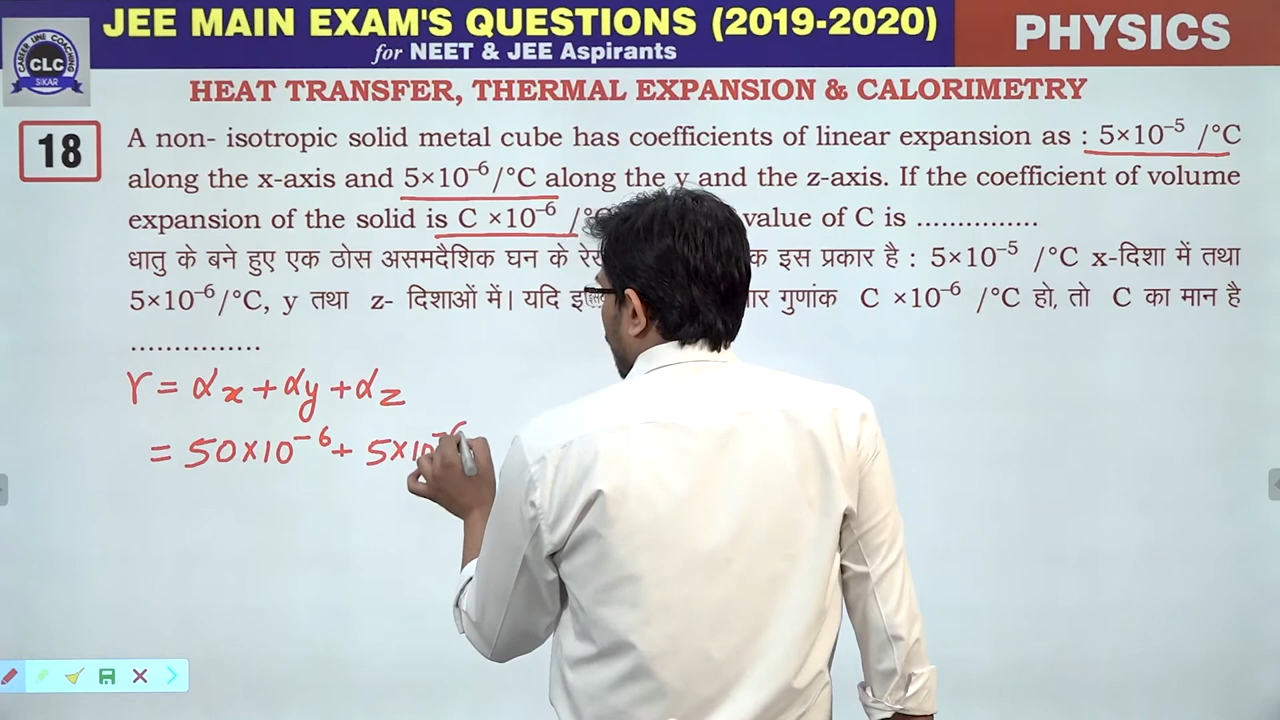 JEE MAIN EXAM'S QUESTIONS (2019-2020)
for NEET & JEE Aspirants
PHYSICS
CAREER LINE COACHING
CLC
SIKAR
HEAT TRANSFER, THERMAL EXPANSION & CALORIMETRY
18
A non- isotropic solid metal cube has coefficients of linear expansion as : 5×10⁻⁵ /°C
along the x-axis and 5×10⁻⁶/°C along the y and the z-axis. If the coefficient of volume
expansion of the solid is C ×10⁻⁶ /° value of C is ...............
धातु के बने हुए एक ठोस असमदैशिक घन के क इस प्रकार है : 5×10⁻⁵ /°C x-दिशा में तथा
5×10⁻⁶/°C, y तथा z- दिशाओं में। यदि गुणांक C ×10⁻⁶ /°C हो, तो C का मान है
...............
γ = αx + αy + αz
= 50×10⁻⁶ + 5×10⁻⁶